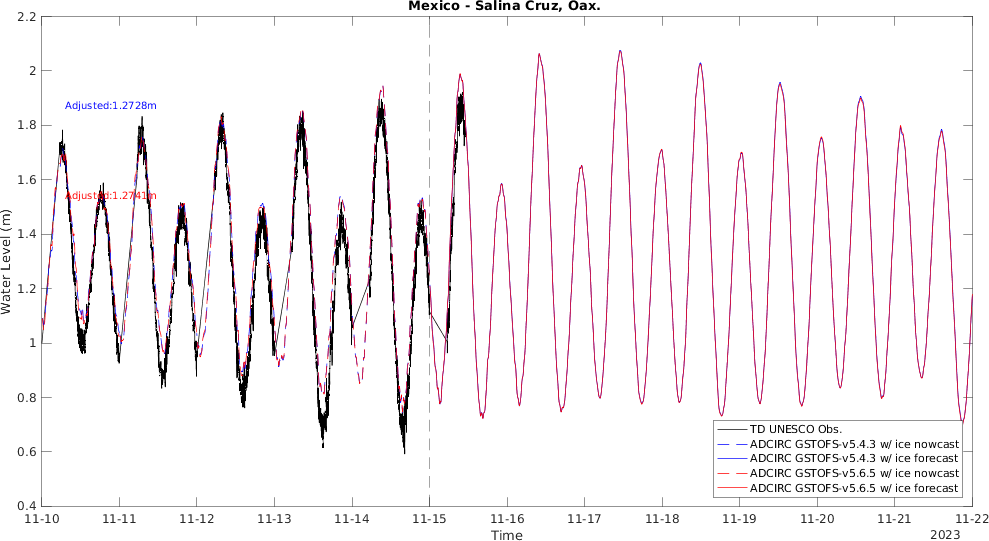 Mexico - Salina Cruz, Oax.
2.2
2
1.8
1.6
1.4
1.2
1
0.8
0.6
0.4
Water Level (m)
Adjusted:1.2728m
Adjusted:1.2741m
TD UNESCO Obs.
ADCIRC GSTOFS-v5.4.3 w/ ice nowcast
ADCIRC GSTOFS-v5.4.3 w/ ice forecast
ADCIRC GSTOFS-v5.6.5 w/ ice nowcast
ADCIRC GSTOFS-v5.6.5 w/ ice forecast
11-10 11-11 11-12 11-13 11-14 11-15 11-16 11-17 11-18 11-19 11-20 11-21 11-22
Time
2023